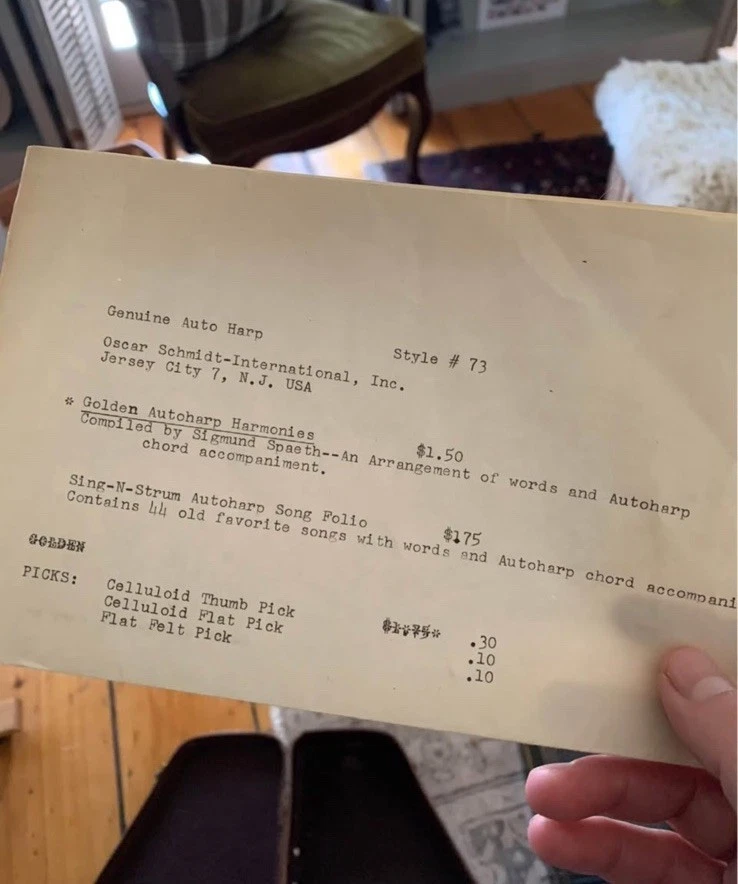 Genuine Auto Harp
Style # 73
Oscar Schmidt-International, Inc.
Jersey City 7, N.J. USA
* Golden Autoharp Harmonies $1.50
Compiled by Sigmund Spaeth--An Arrangement of words and Autoharp
chord accompaniment.
Sing-N-Strum Autoharp Song Folio $175
Contains 44 old favorite songs with words and Autoharp chord accompani
GOLDEN
PICKS: Celluloid Thumb Pick .30
Celluloid Flat Pick .10
Flat Felt Pick .10